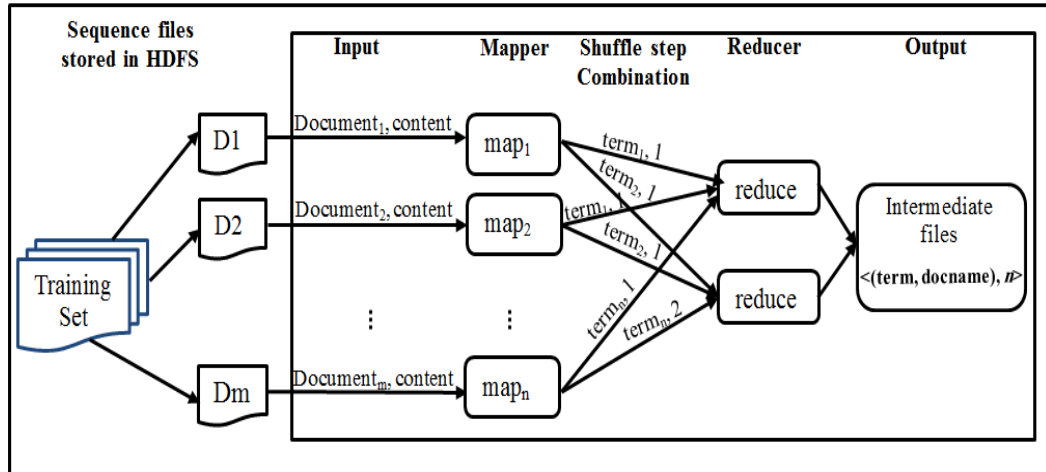 Sequence files
stored in HDFS
Input
Mapper
Shuffle step
Combination
Reducer
Output
D1
Document₁, content
map₁
term₁, 1
term₂, 1
reduce
D2
Document₂, content
map₂
term₁, 1
term₂, 1
Intermediate
files
<(term, docname), n>
Training
Set
⋮
⋮
termₙ, 1
termₙ, 2
reduce
Dm
Documentₘ, content
mapₙ